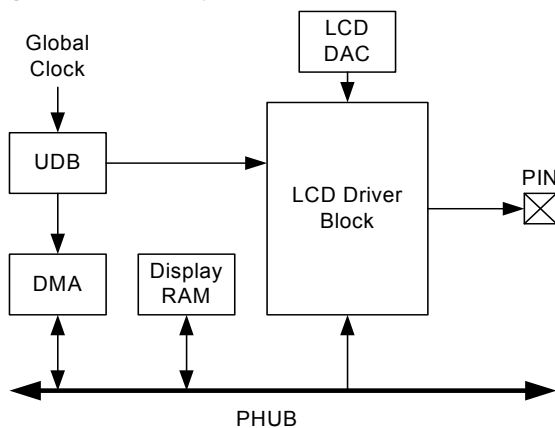 LCD
DAC
Global
Clock
UDB
LCD Driver
Block
PIN
DMA
Display
RAM
PHUB